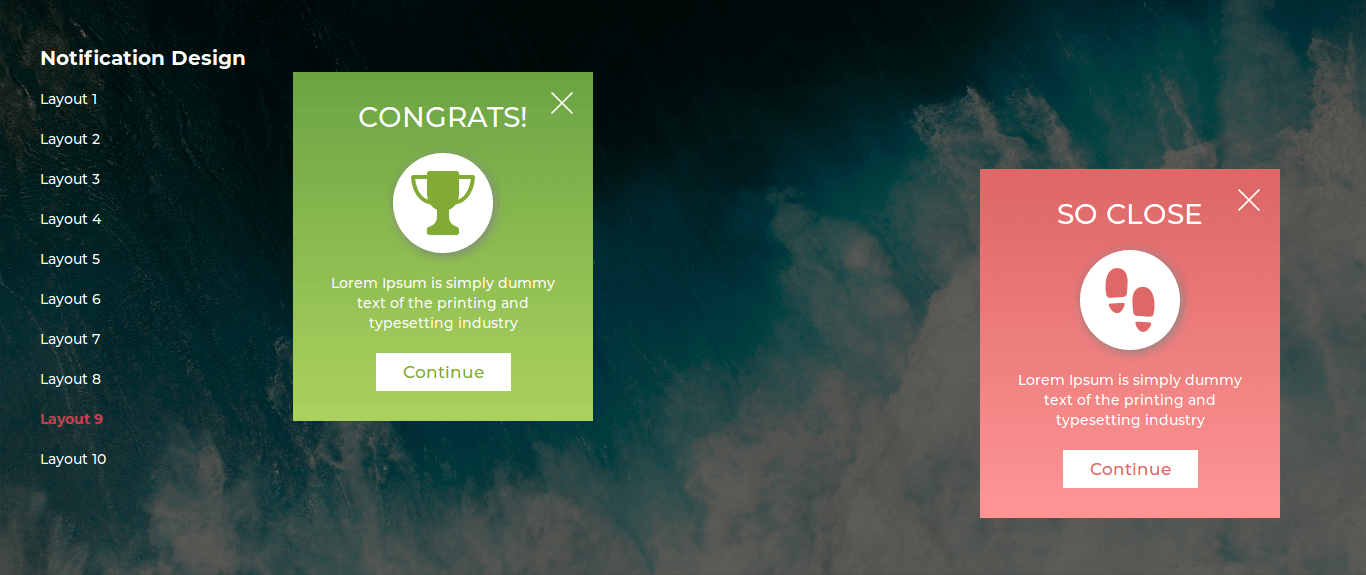 Notification Design
Layout 1
Layout 2
Layout 3
Layout 4
Layout 5
Layout 6
Layout 7
Layout 8
Layout 9
Layout 10
CONGRATS!
Lorem Ipsum is simply dummy
text of the printing and
typesetting industry
Continue
SO CLOSE
Lorem Ipsum is simply dummy
text of the printing and
typesetting industry
Continue